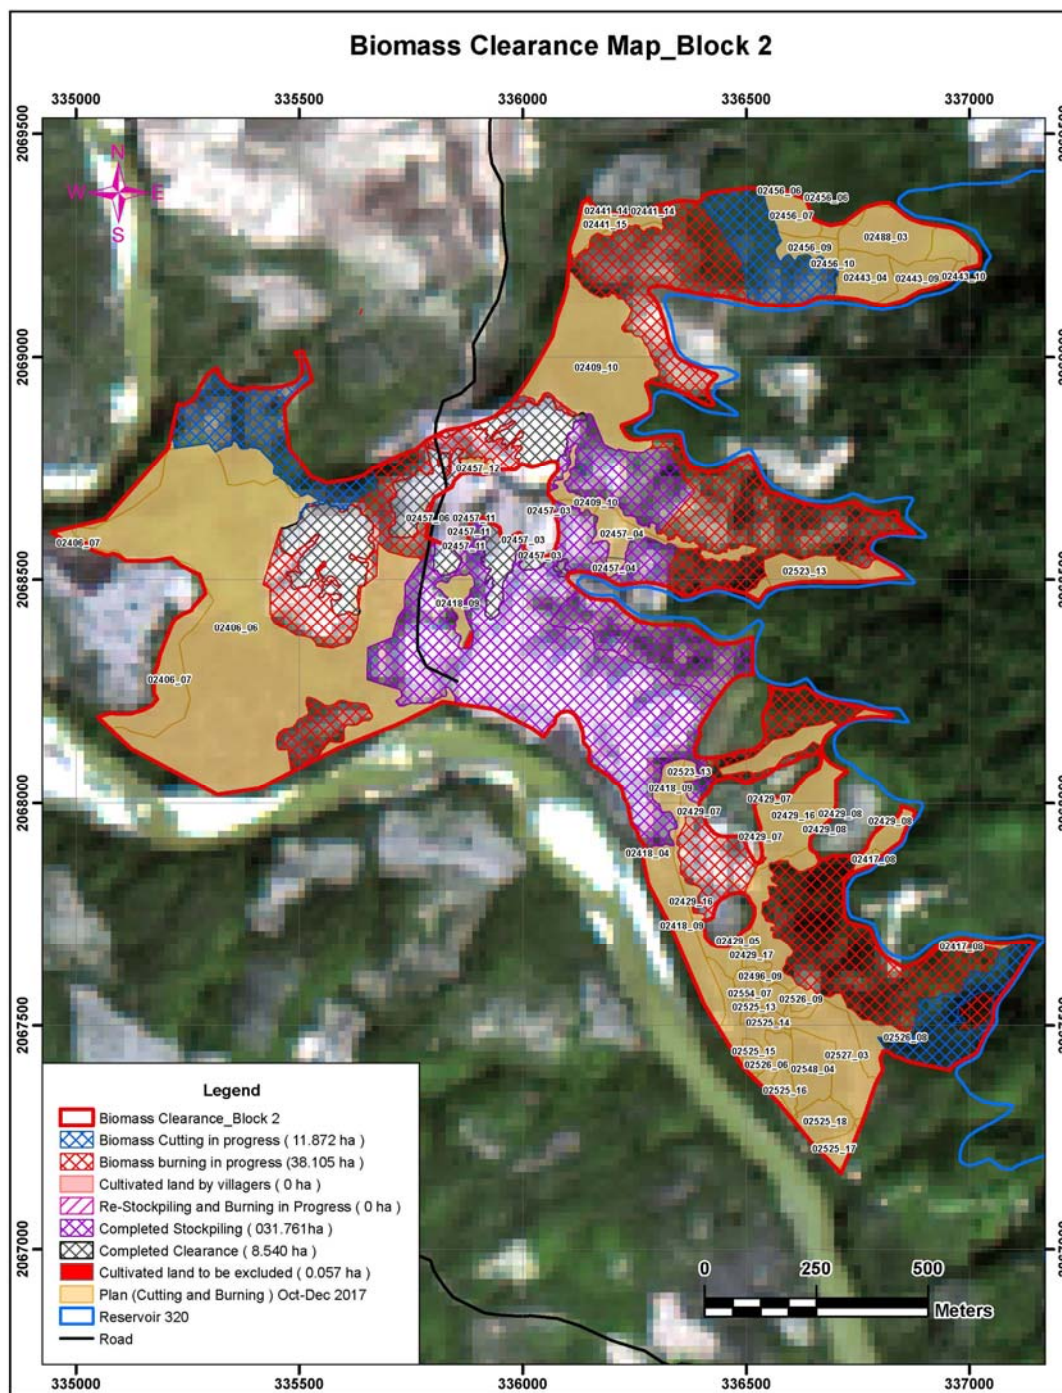 Biomass Clearance Map_Block 2
335000 335500 336000 336500 337000
2069500
N
W E
S
02456_06
02456_06
02441_14 02441_14
02456_07
02441_15
02488_03
02456_09
02456_10
02443_04 02443_09 02443_10
2069000
02409_10
02457_12
02409_10
02457_03
02457_06 02457_11
02457_11
02457_03
02457_04
02406_07
02457_11
02457_03
02457_04
02523_13
2068500
02418_09
02406_06
02406_07
02523_13
02418_09
02429_07
2068000
02429_07
02429_16 02429_08
02429_08
02429_08
02429_07
02418_04
02417_08
02429_16
02418_09
02429_05
02417_08
02429_17
02496_09
02554_07
02526_09
02525_13
02525_14
2067500
02526_08
02525_15
02527_03
02526_06
02548_04
02525_16
02525_18
02525_17
2067000
Legend
Biomass Clearance_Block 2
Biomass Cutting in progress ( 11.872 ha )
Biomass burning in progress (38.105 ha)
Cultivated land by villagers ( 0 ha )
Re-Stockpiling and Burning in Progress ( 0 ha )
Completed Stockpiling ( 031.761ha )
Completed Clearance ( 8.540 ha )
Cultivated land to be excluded ( 0.057 ha )
Plan (Cutting and Burning ) Oct-Dec 2017
Reservoir 320
Road
0 250 500
Meters
335000 335500 336000 336500 337000